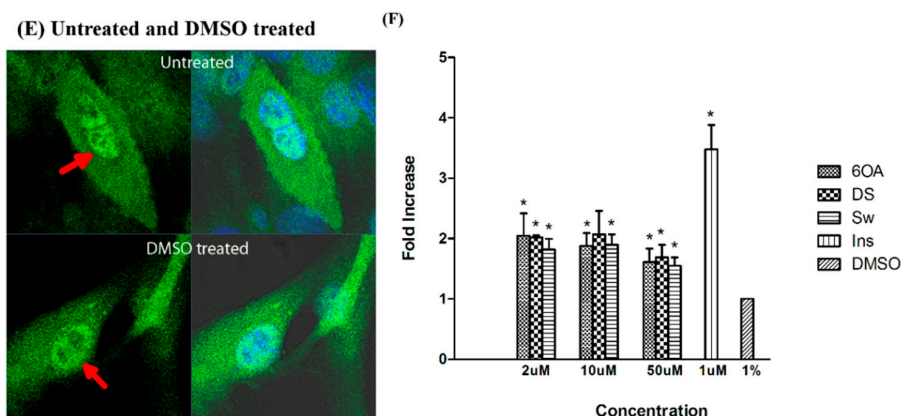 (E) Untreated and DMSO treated
Untreated
DMSO treated
(F)
Fold Increase
5
4
3
2
1
0
* * *
* *
* * *
*
2uM 10uM 50uM 1uM 1%
Concentration
6OA
DS
Sw
Ins
DMSO